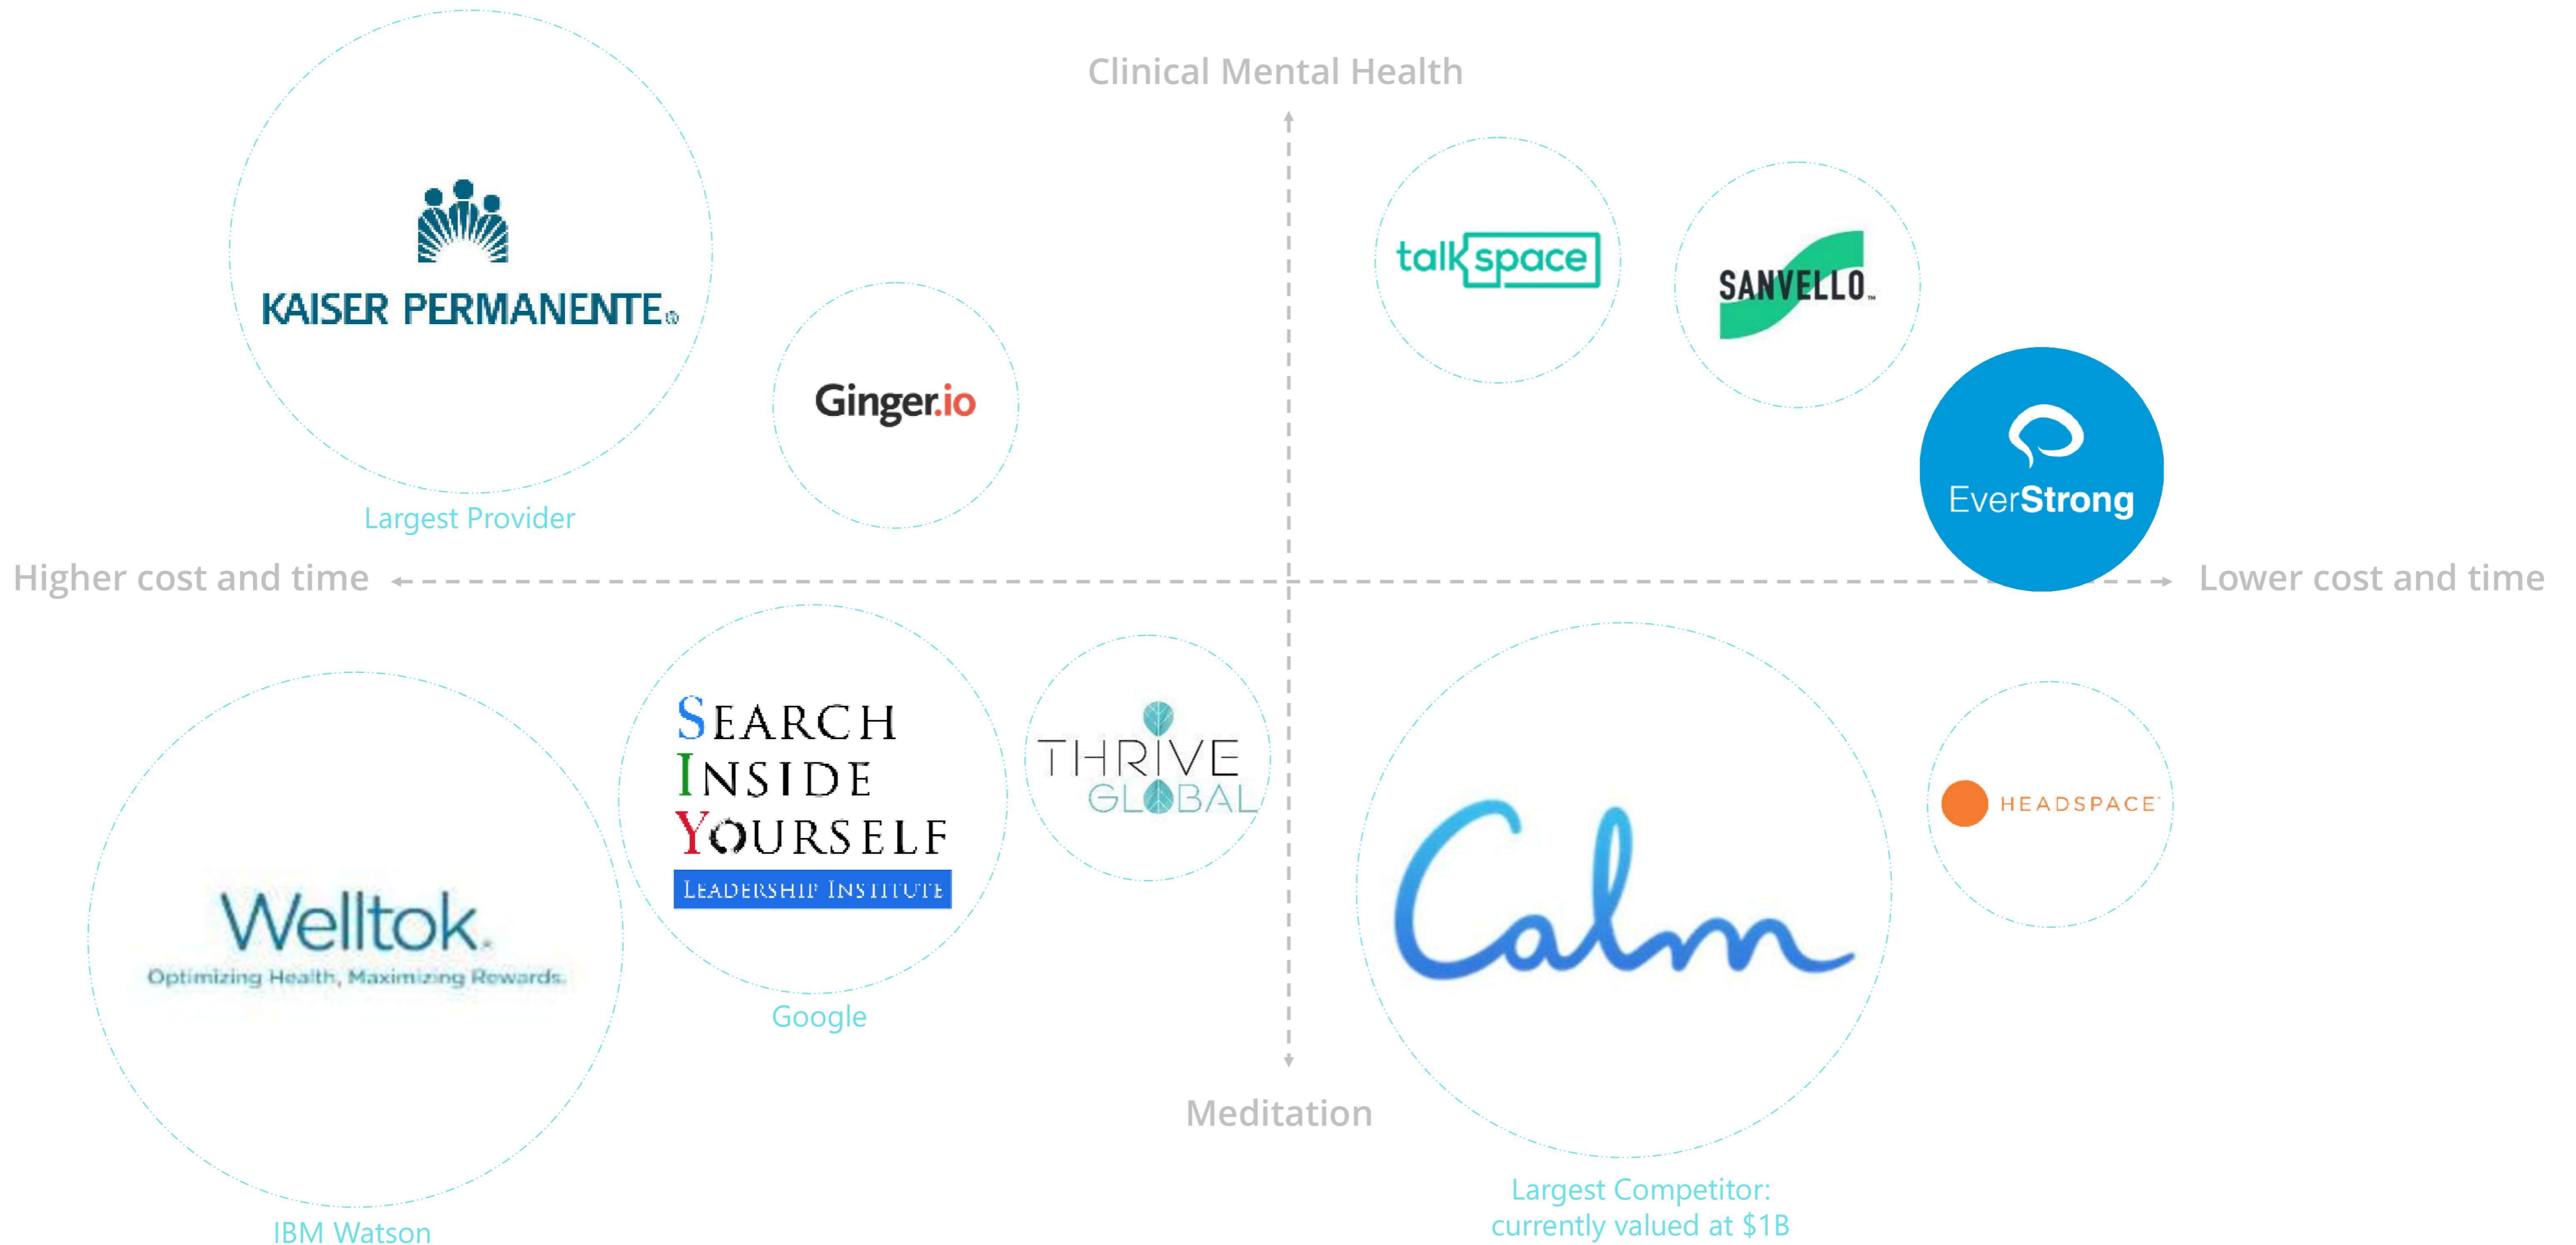 Clinical Mental Health
KAISER PERMANENTE®
Largest Provider
Ginger.io
talkspace
SANVELLO™
EverStrong
Higher cost and time
Lower cost and time
Welltok.
Optimizing Health, Maximizing Rewards.
IBM Watson
SEARCH
INSIDE
YOURSELF
LEADERSHIP INSTITUTE
Google
THRIVE
GLOBAL
Calm
Largest Competitor:
currently valued at $1B
HEADSPACE
Meditation